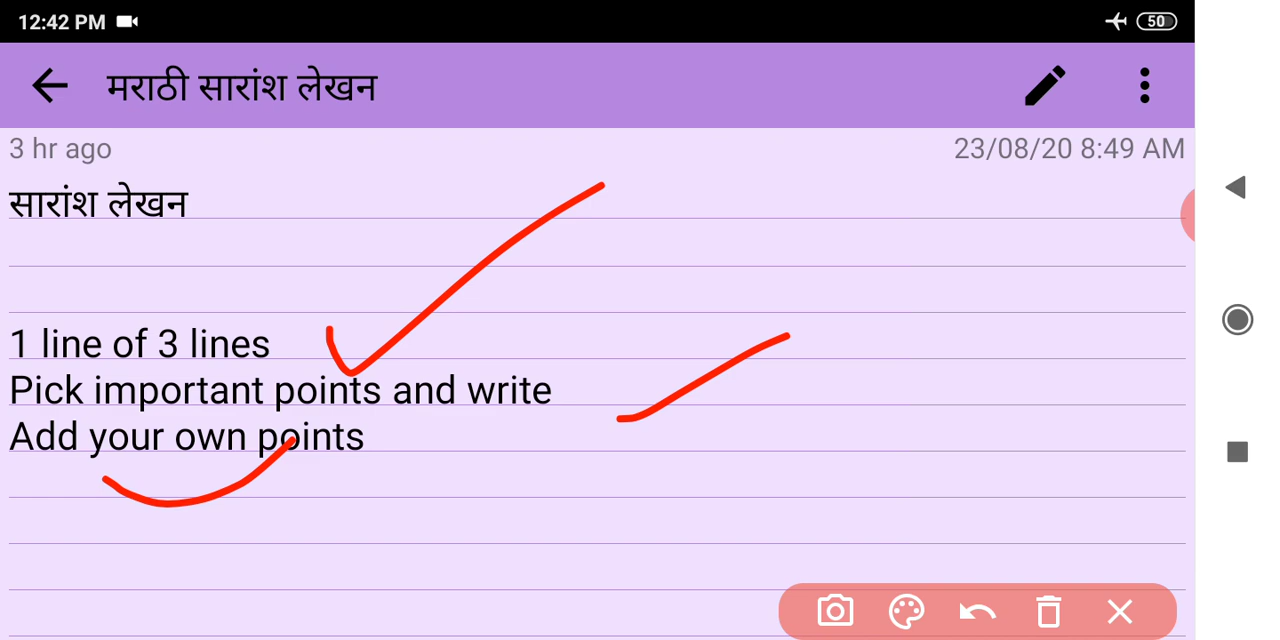 12:42 PM
50
मराठी सारांश लेखन
3 hr ago
23/08/20 8:49 AM
सारांश लेखन
1 line of 3 lines
Pick important points and write
Add your own points